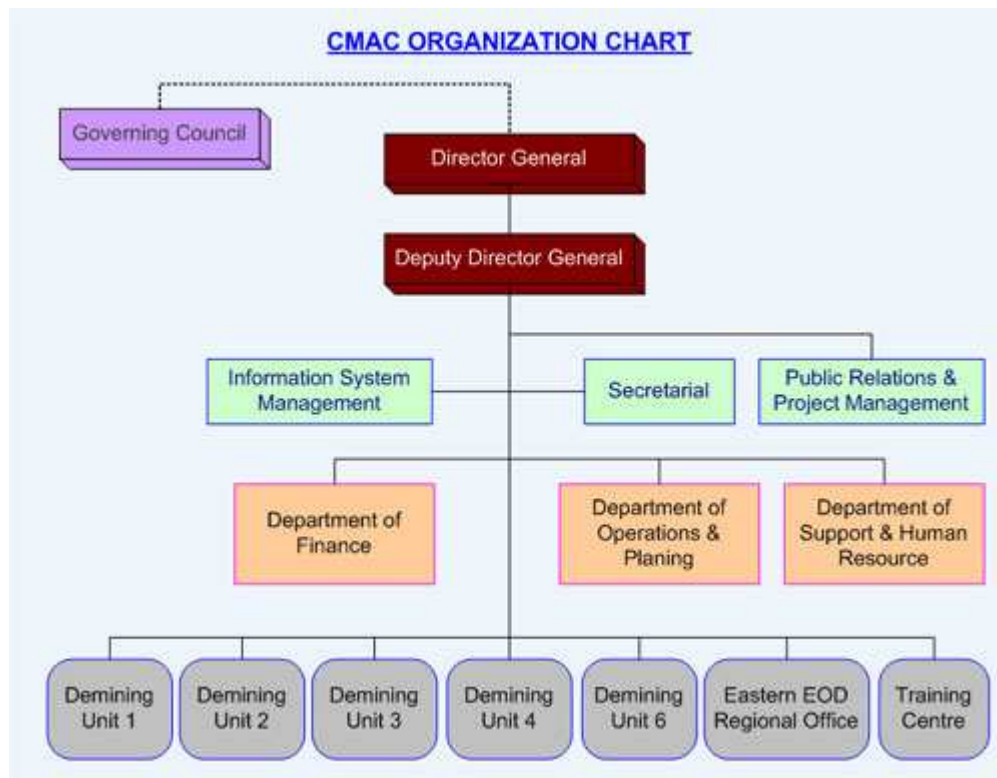 CMAC ORGANIZATION CHART
Governing Council
Director General
Deputy Director General
Information System
Management
Secretarial
Public Relations &
Project Management
Department of
Finance
Department of
Operations &
Planing
Department of
Support & Human
Resource
Demining
Unit 1
Demining
Unit 2
Demining
Unit 3
Demining
Unit 4
Demining
Unit 6
Eastern EOD
Regional Office
Training
Centre